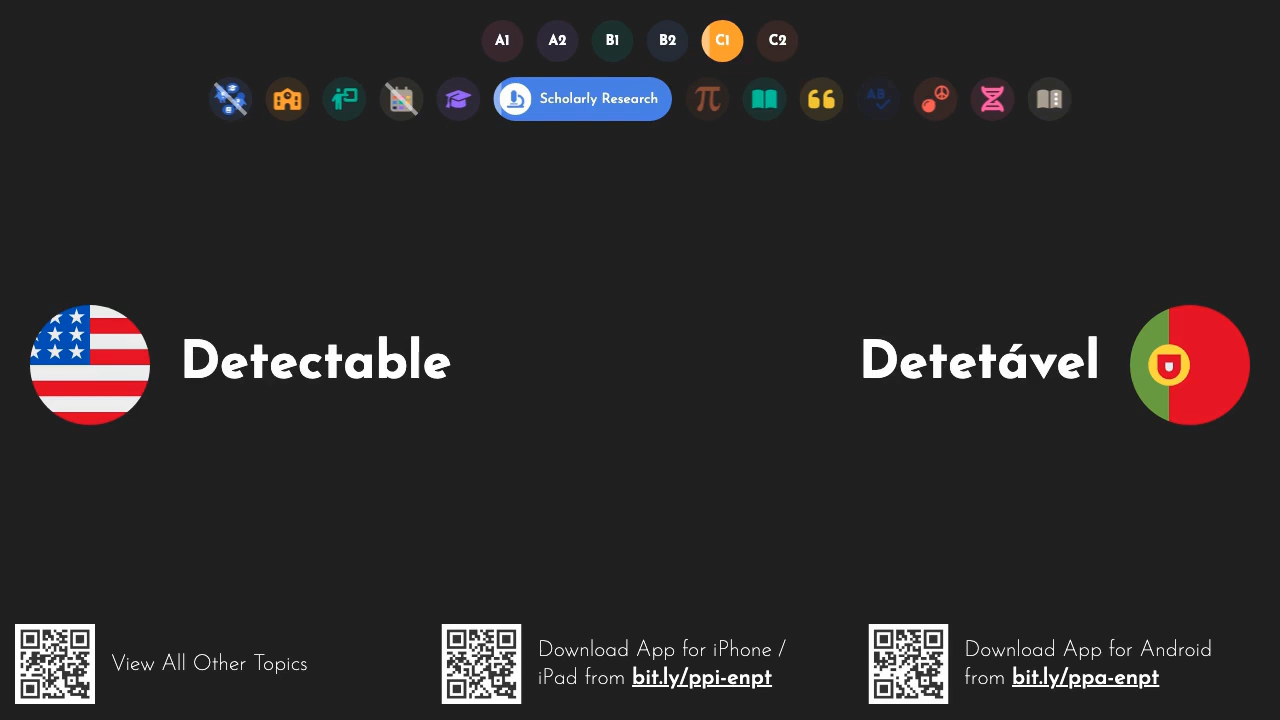 A1 A2 B1 B2 C1 C2
Scholarly Research
Detectable
Detetável
View All Other Topics
Download App for iPhone /
iPad from bit.ly/ppi-enpt
Download App for Android
from bit.ly/ppa-enpt